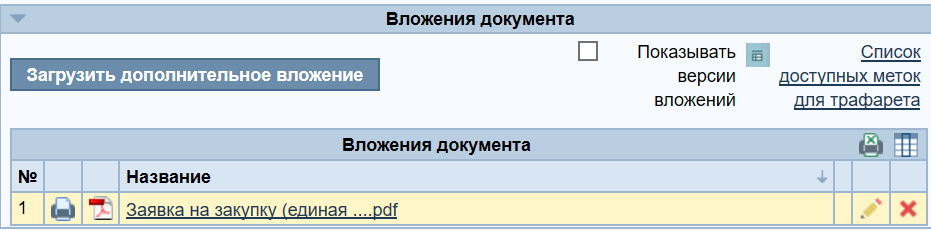 Вложения документа
Загрузить дополнительное вложение
Показывать
версии
вложений
Список
доступных меток
для трафарета
Вложения документа
№ Название
1 Заявка на закупку (единая ....pdf